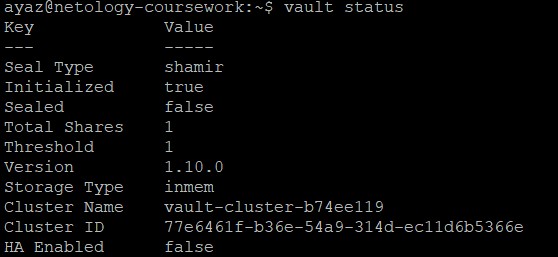 ayaz@netology-coursework:~$ vault status
Key             Value
---             -----
Seal Type       shamir
Initialized     true
Sealed          false
Total Shares    1
Threshold       1
Version         1.10.0
Storage Type    inmem
Cluster Name    vault-cluster-b74ee119
Cluster ID      77e6461f-b36e-54a9-314d-ec11d6b5366e
HA Enabled      false